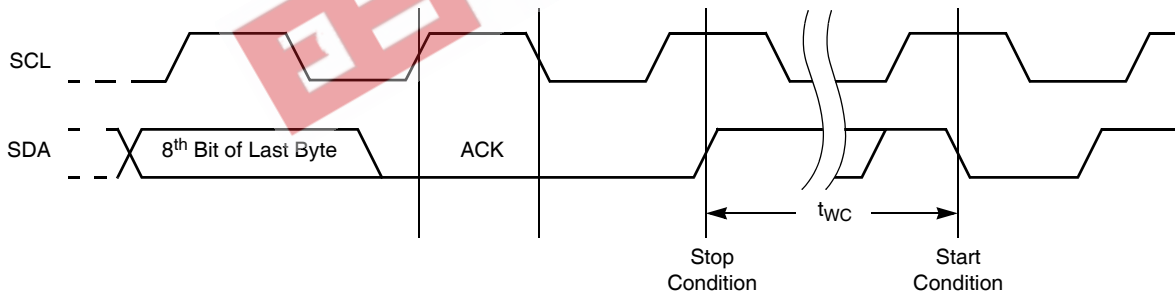 SCL
SDA
8th Bit of Last Byte
ACK
tWC
Stop
Condition
Start
Condition